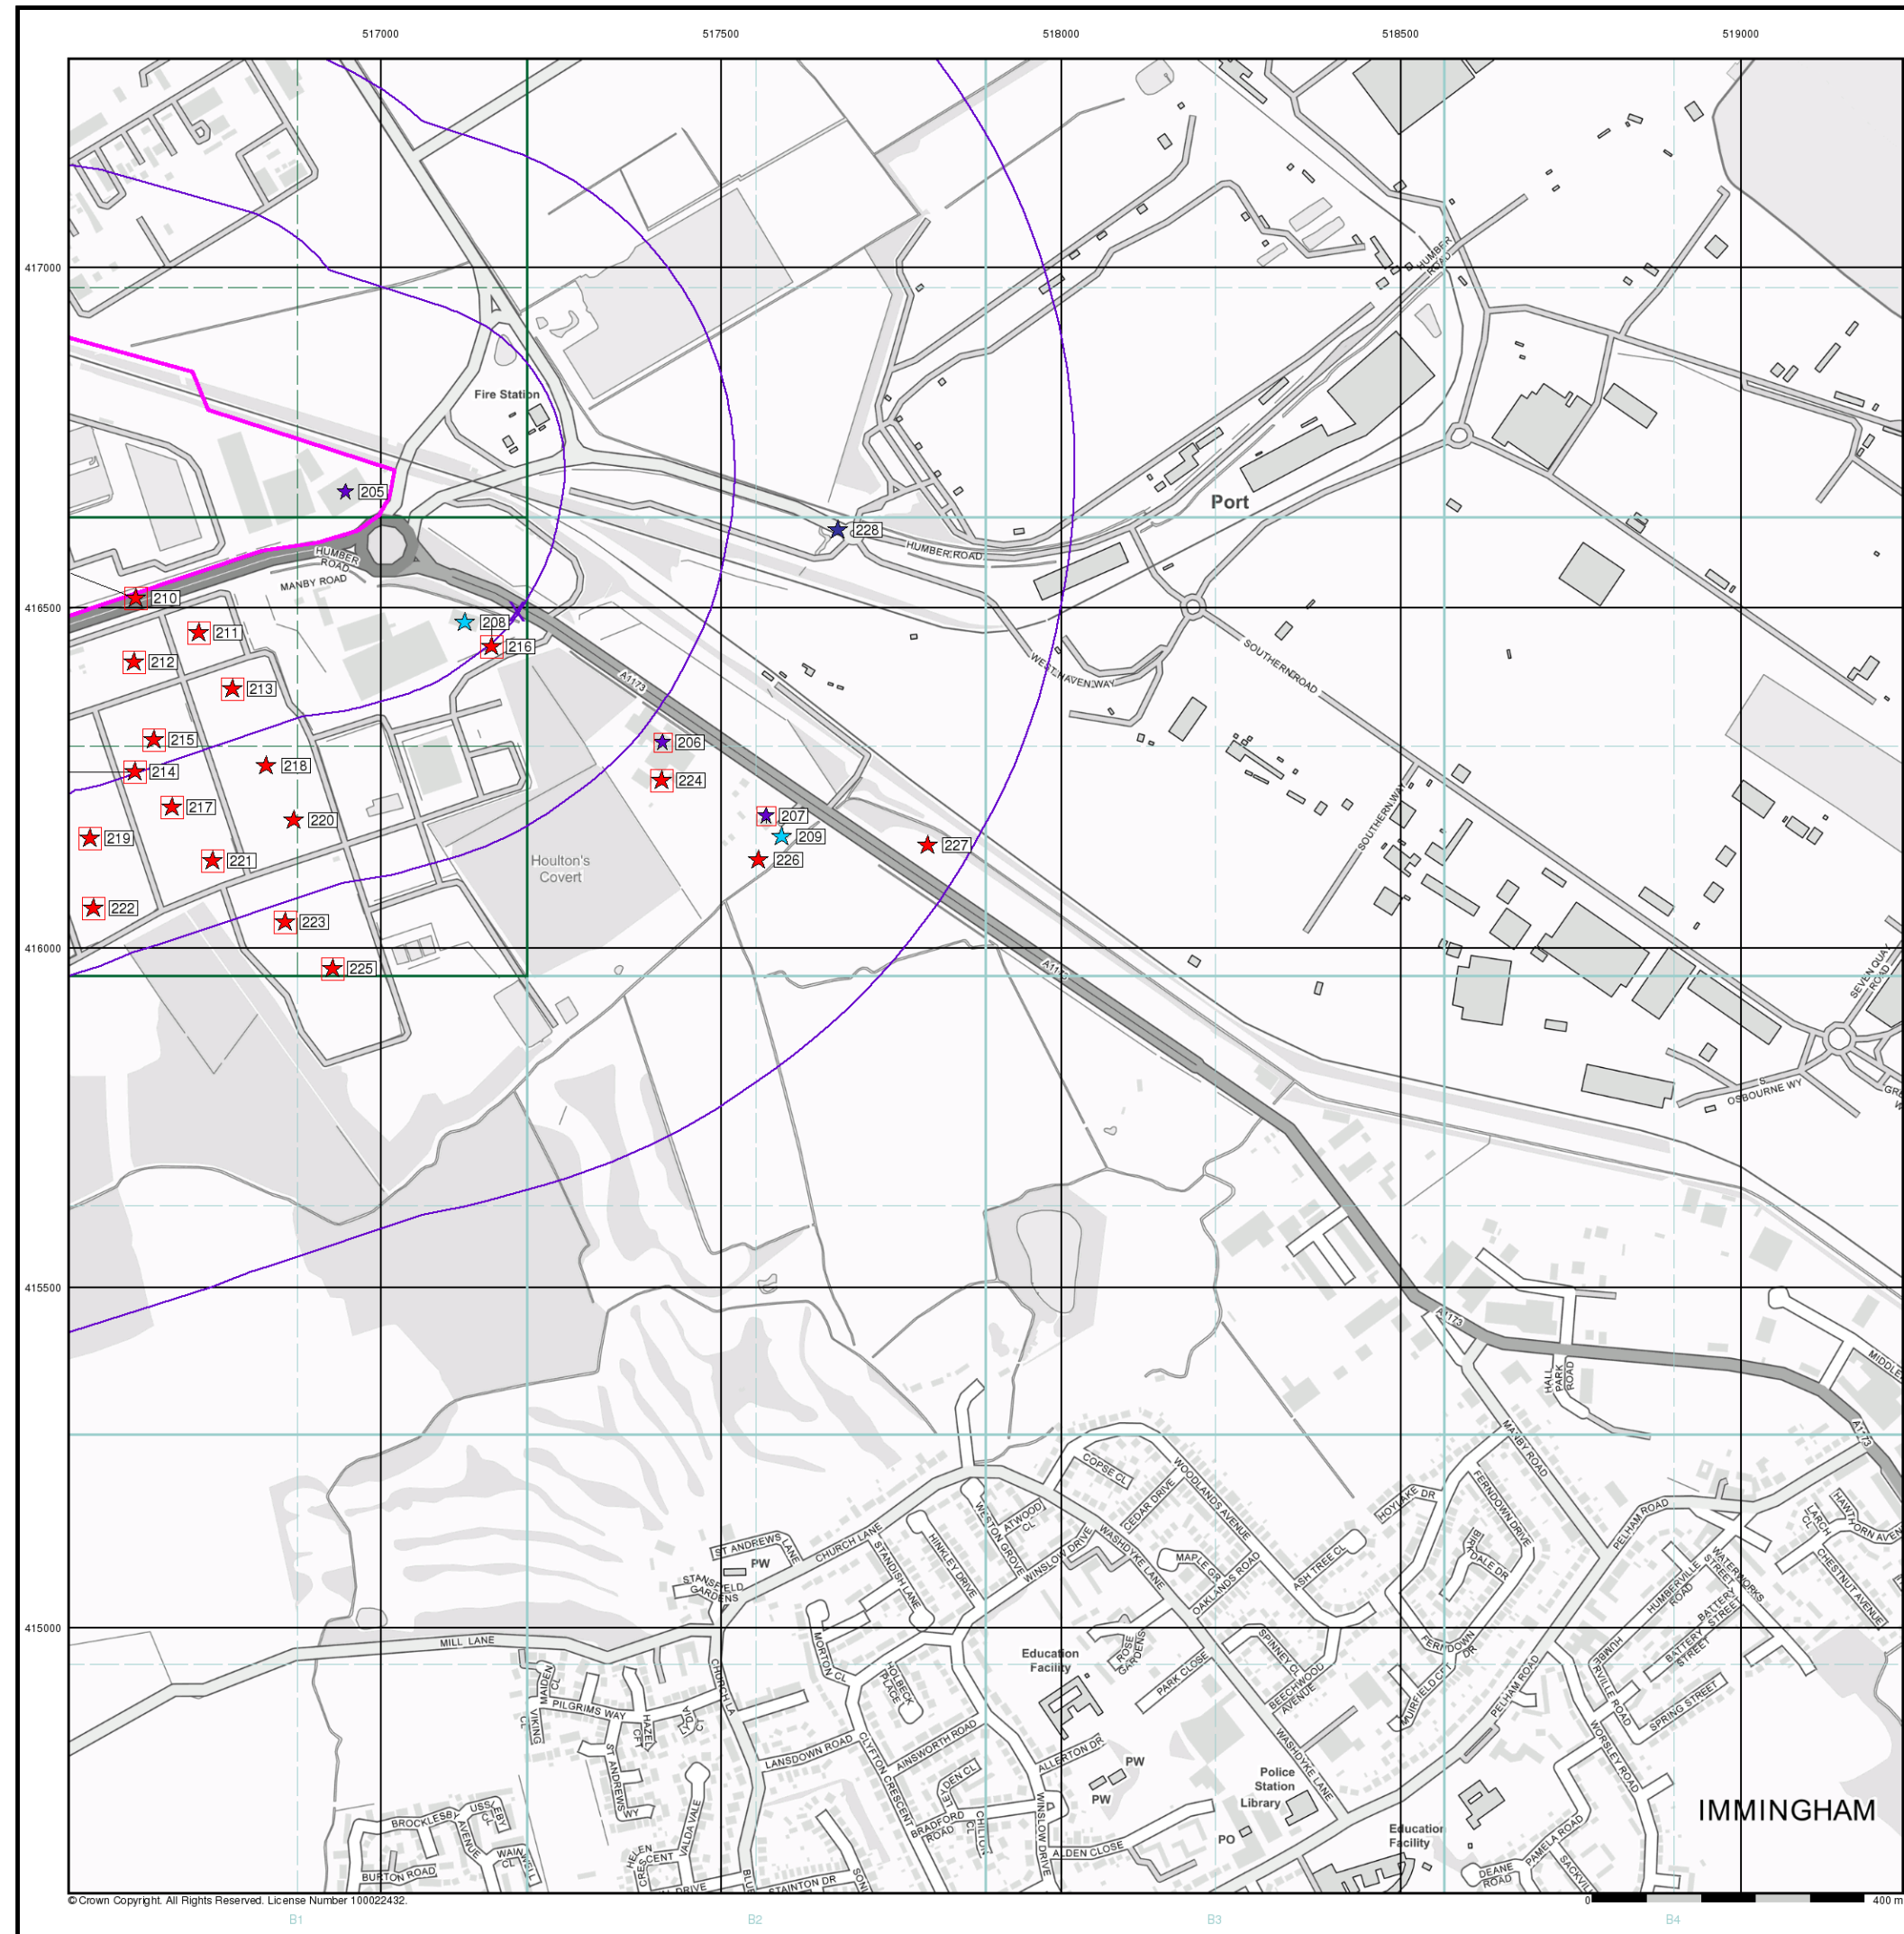 517000
517500
518000
518500
519000
417000
416500
416000
415500
415000
Fire Station
Port
HUMBER
ROAD
205
228
HUMBER ROAD
HUMBER
ROAD
MANBY ROAD
210
211
208
216
212
213
A1173
WESTHAVEN WAY
SOUTHERN ROAD
215
206
214
218
224
217
220
207
209
219
221
226
227
SOUTHERN WAY
Houlton's
Covert
222
223
225
SEVEN QUAY
ROAD
OSBOURNE WY
A1173
HALL
PARK
ROAD
A1173
MANBY ROAD
COPSE CL
WOODLANDS AVENUE
CEDAR DRIVE
HOYLAKE DR
FERNDOWN DRIVE
PELHAM ROAD
LARCH
CL
CHESTNUT AVENUE
WESTON GROVE
ATWOOD
CL
WINSLOW DRIVE
WASHDYKE LANE
MAPLE GR
OAKLANDS ROAD
ASH TREE CL
BIRKDALE DR
ST ANDREWS
LANE
CHURCH LANE
STANDISH LANE
HINKLEY DRIVE
PW
STANSFIELD
GARDENS
WATERWORKS
STREET
HUMBERVILLE
ROAD
BATTERY
STREET
BATTERY
STREET
MILL LANE
MORTON CL
HOLBECK
PLACE
Education
Facility
ROSE
GARDENS
PARK CLOSE
SPINNEY CL
BEECHWOOD
AVENUE
FERNDOWN
DR
MUIRFIELD CFT
PELHAM ROAD
HUMBERVILLE ROAD
SPRING STREET
WORSLEY ROAD
MAIDEN
CL
VIKING
CL
PILGRIMS WAY
HAZEL
CFT
LYDIA
CT
CHURCH LA
ST ANDREWS
WY
LANSDOWN ROAD
CLYFTON CRESCENT
AINSWORTH ROAD
ALLERTON DR
PW
PW
WASHDYKE LANE
Police
Station
Library
PO
IMMINGHAM
BROCKLESBY
AVENUE
BURTON ROAD
VALDA VALE
BRADFORD
ROAD
WINSLOW DRIVE
ALDEN CLOSE
Education
Facility
DEANE
ROAD
PAMELA ROAD
STAINTON DR
© Crown Copyright. All Rights Reserved. License Number 100022432.
0
400 m
B1
B2
B3
B4